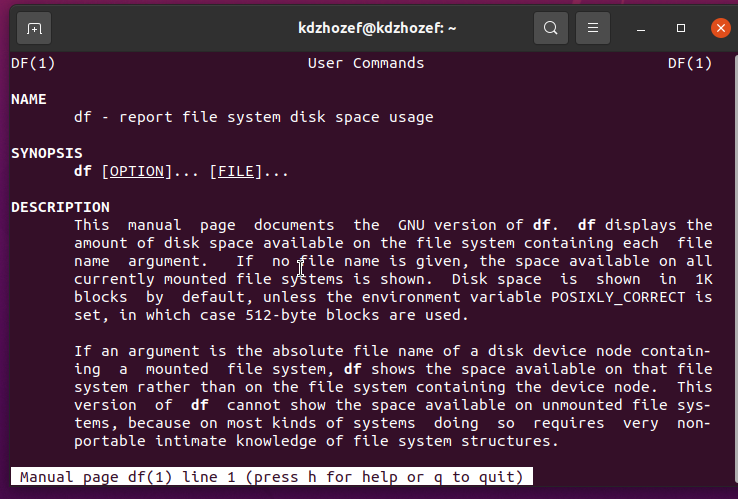 kdzhozef@kdzhozef: ~
DF(1) User Commands DF(1)
NAME
df - report file system disk space usage
SYNOPSIS
df [OPTION]... [FILE]...
DESCRIPTION
This manual page documents the GNU version of df. df displays the
amount of disk space available on the file system containing each file
name argument. If no file name is given, the space available on all
currently mounted file systems is shown. Disk space is shown in 1K
blocks by default, unless the environment variable POSIXLY_CORRECT is
set, in which case 512-byte blocks are used.
If an argument is the absolute file name of a disk device node contain-
ing a mounted file system, df shows the space available on that file
system rather than on the file system containing the device node. This
version of df cannot show the space available on unmounted file sys-
tems, because on most kinds of systems doing so requires very non-
portable intimate knowledge of file system structures.
Manual page df(1) line 1 (press h for help or q to quit)